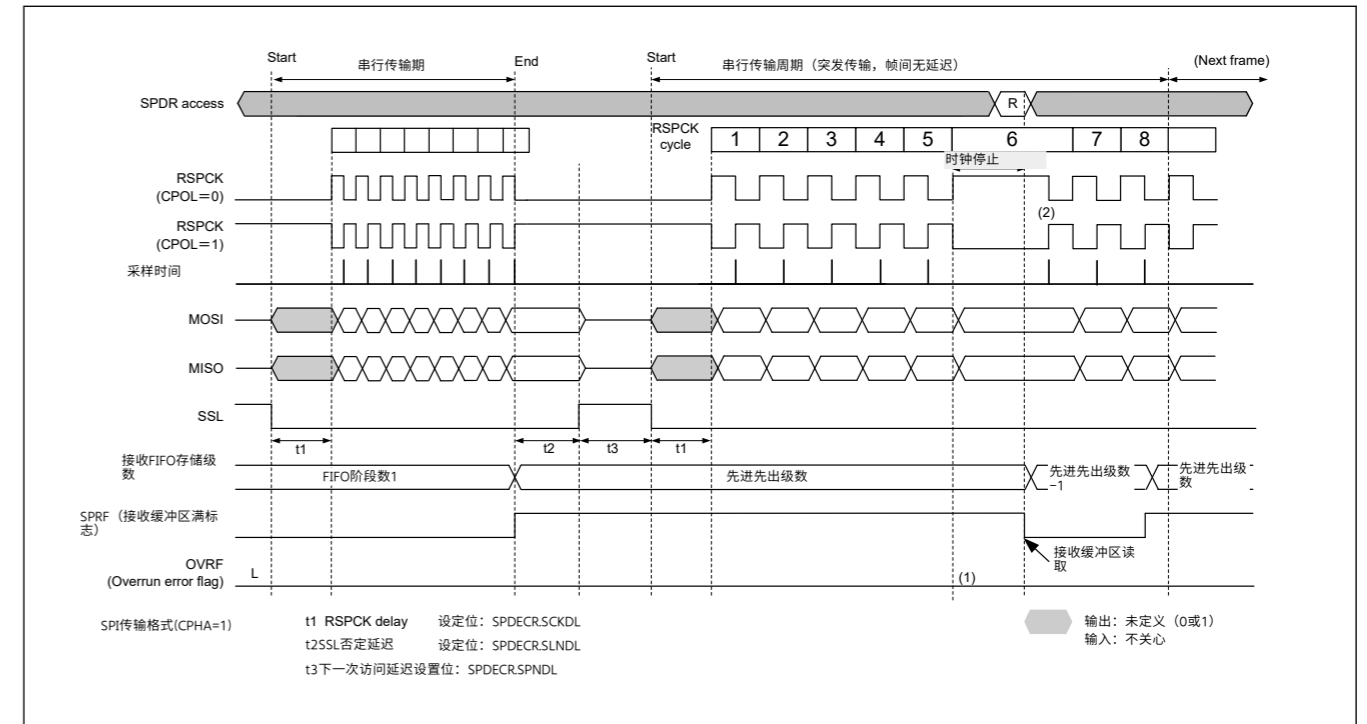 Start
串行传输期
End
Start
串行传输周期（突发传输，帧间无延迟）
(Next frame)
SPDR access
R
RSPCK
cycle
1 2 3 4 5 6 7 8
时钟停止
RSPCK
(CPOL＝0)
(2)
RSPCK
(CPOL＝1)
采样时间
MOSI
MISO
SSL
t1
t2
t3
t1
接收FIFO存储级
数
FIFO阶段数1
先进先出级数
先进先出级数
−1
先进先出级
数
SPRF（接收缓冲区满标
志）
接收缓冲区读
取
OVRF
(Overrun error flag)
L
(1)
SPI传输格式(CPHA=1)
t1 RSPCK delay 设定位：SPDECR.SCKDL
t2SSL否定延迟 设定位：SPDECR.SLNDL
t3下一次访问延迟设置位：SPDECR.SPNDL
输出：未定义（0或1）
输入：不关心